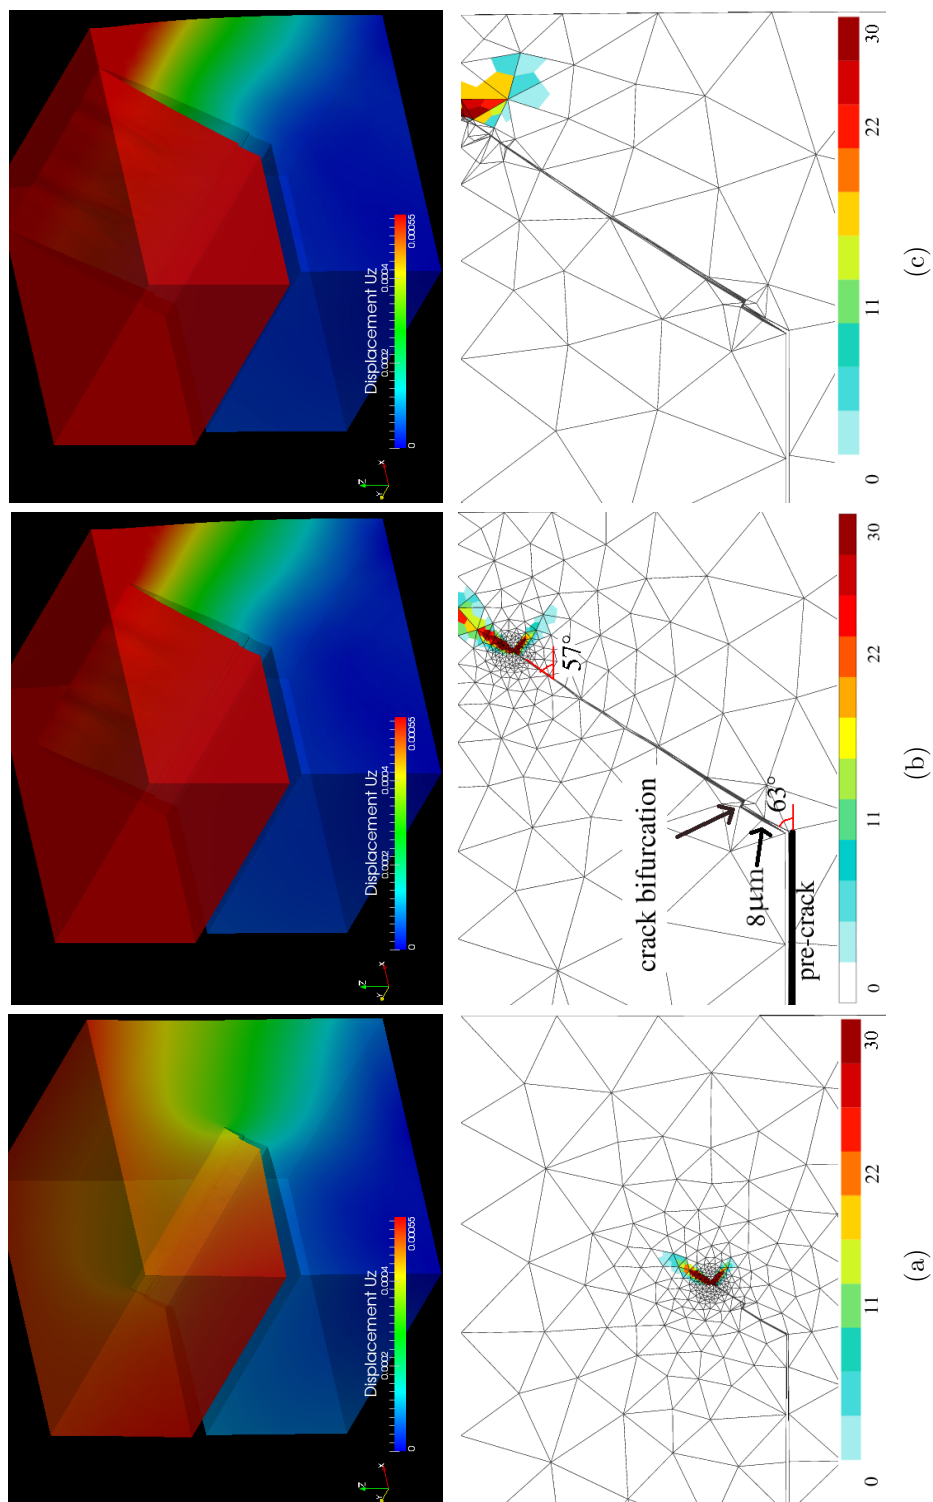 Displacement Uz
0
0.0002
0.0004
0.00055
Z
Y
X
Displacement Uz
0
0.0002
0.0004
0.00055
Z
Y
X
Displacement Uz
0
0.0002
0.0004
0.00055
Z
Y
X
0
11
22
30
(a)
57°
crack bifurcation
63°
8µm
pre-crack
0
11
22
30
(b)
0
11
22
30
(c)